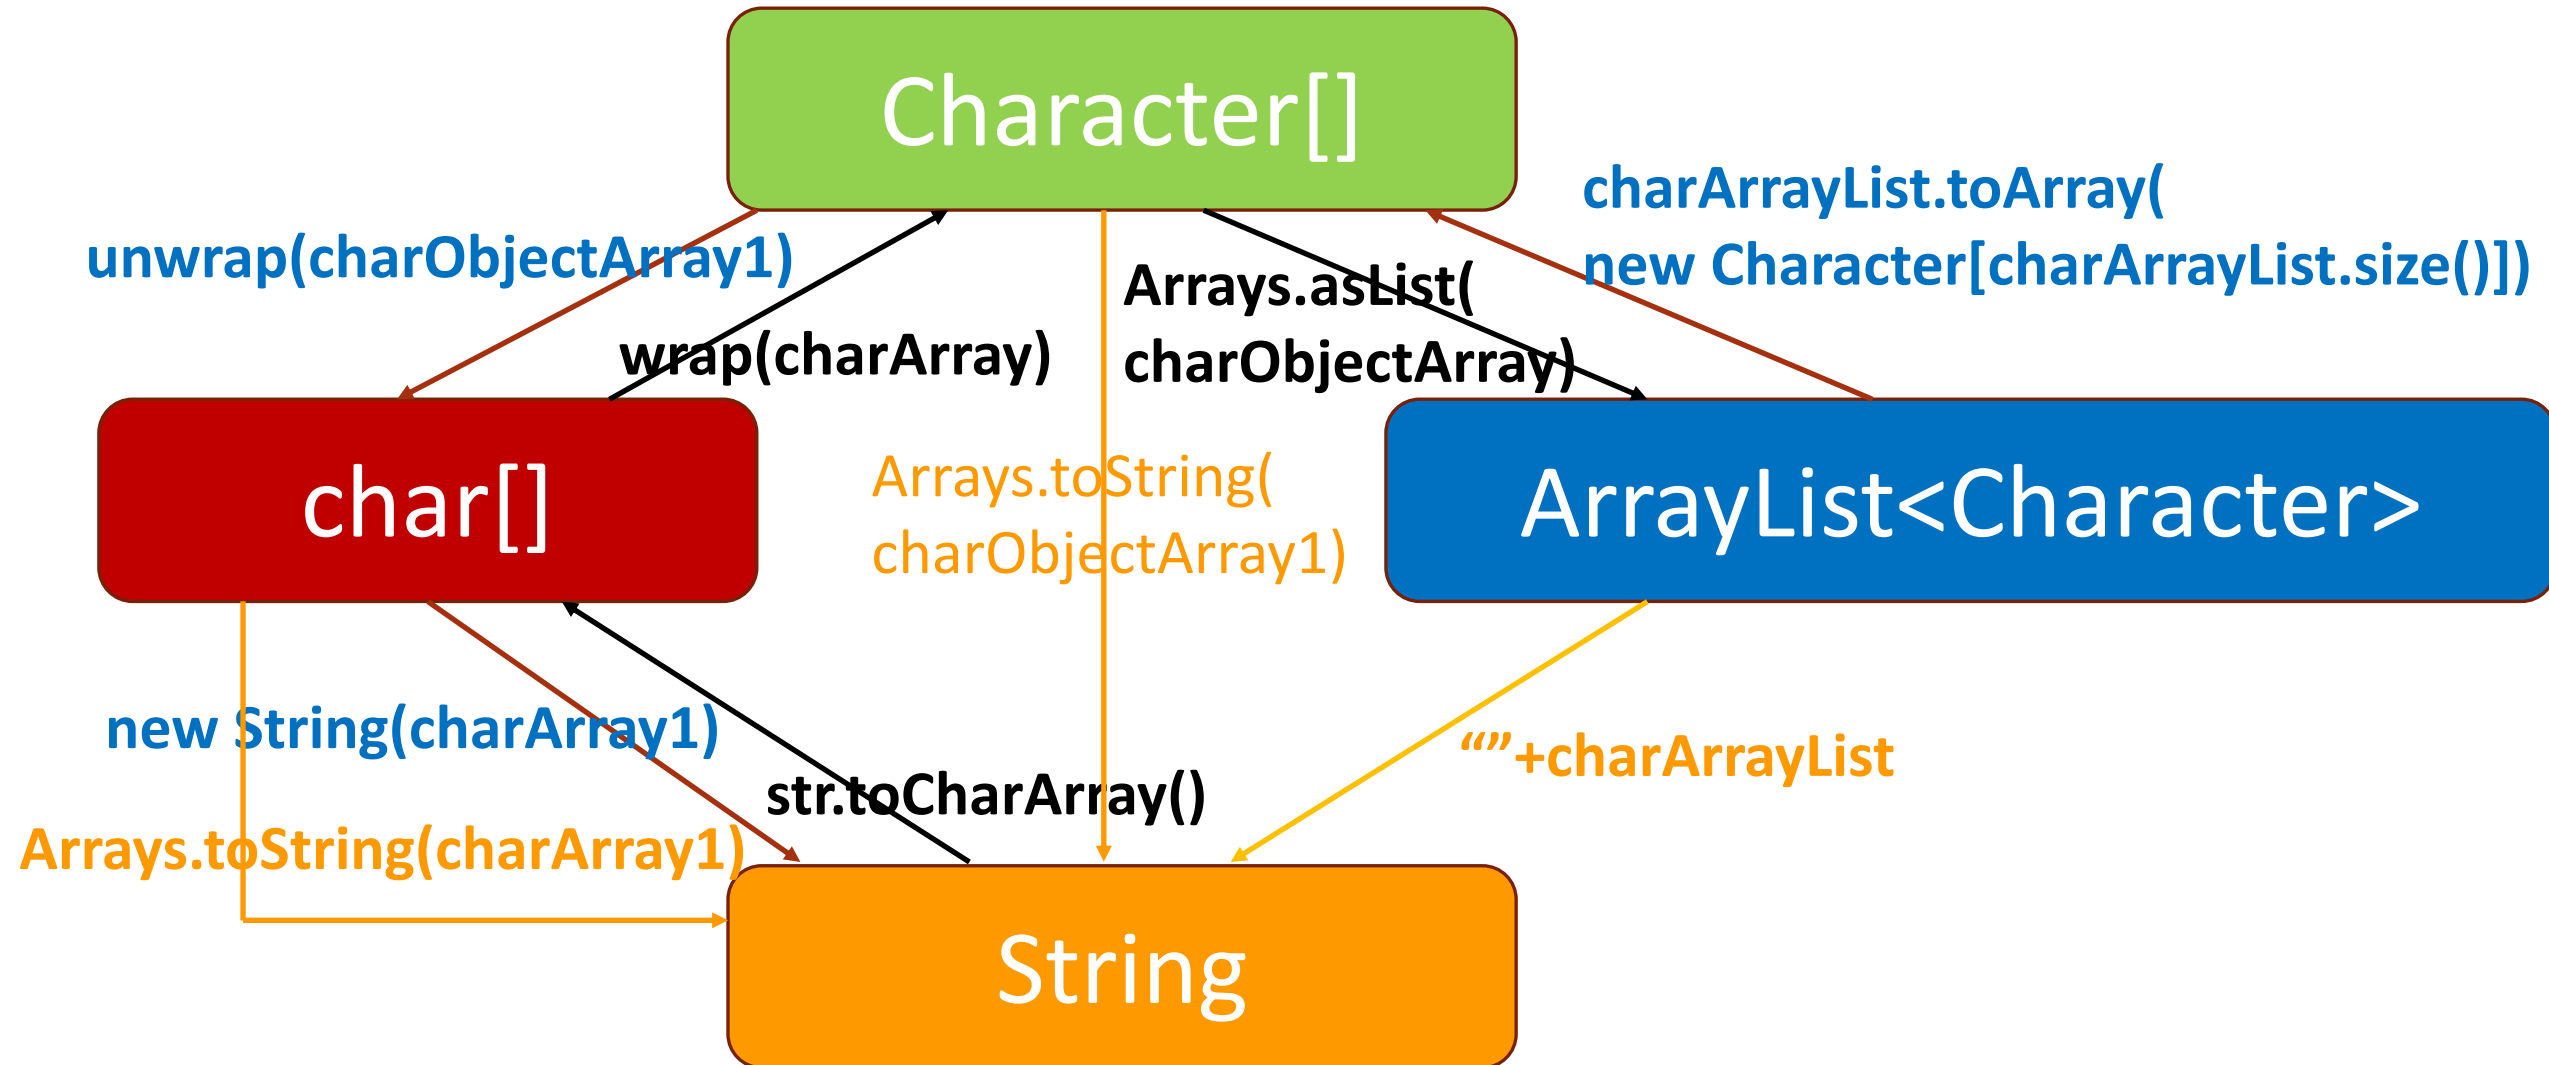 Character[]
charArrayList.toArray(
new Character[charArrayList.size()])
unwrap(charObjectArray1)
Arrays.asList(
charObjectArray)
wrap(charArray)
char[]
Arrays.toString(
charObjectArray1)
ArrayList<Character>
new String(charArray1)
str.toCharArray()
“”+charArrayList
Arrays.toString(charArray1)
String